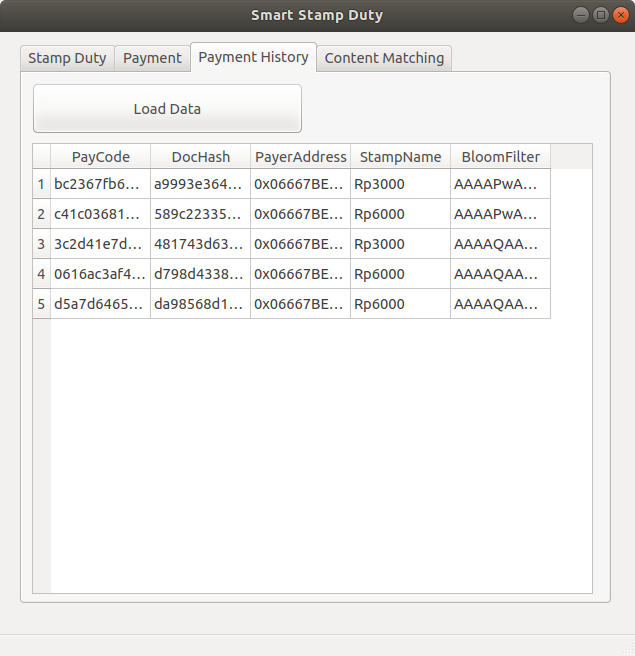 Smart Stamp Duty
Stamp Duty Payment Payment History Content Matching
Load Data
PayCode DocHash PayerAddress StampName BloomFilter
1 bc2367fb6... a9993e364... 0x06667BE... Rp3000 AAAAPwA...
2 c41c03681... 589c22335... 0x06667BE... Rp6000 AAAAPwA...
3 3c2d41e7d... 481743d63... 0x06667BE... Rp3000 AAAAQAA...
4 0616ac3af4... d798d4338... 0x06667BE... Rp6000 AAAAQAA...
5 d5a7d6465... da98568d1... 0x06667BE... Rp6000 AAAAQAA...